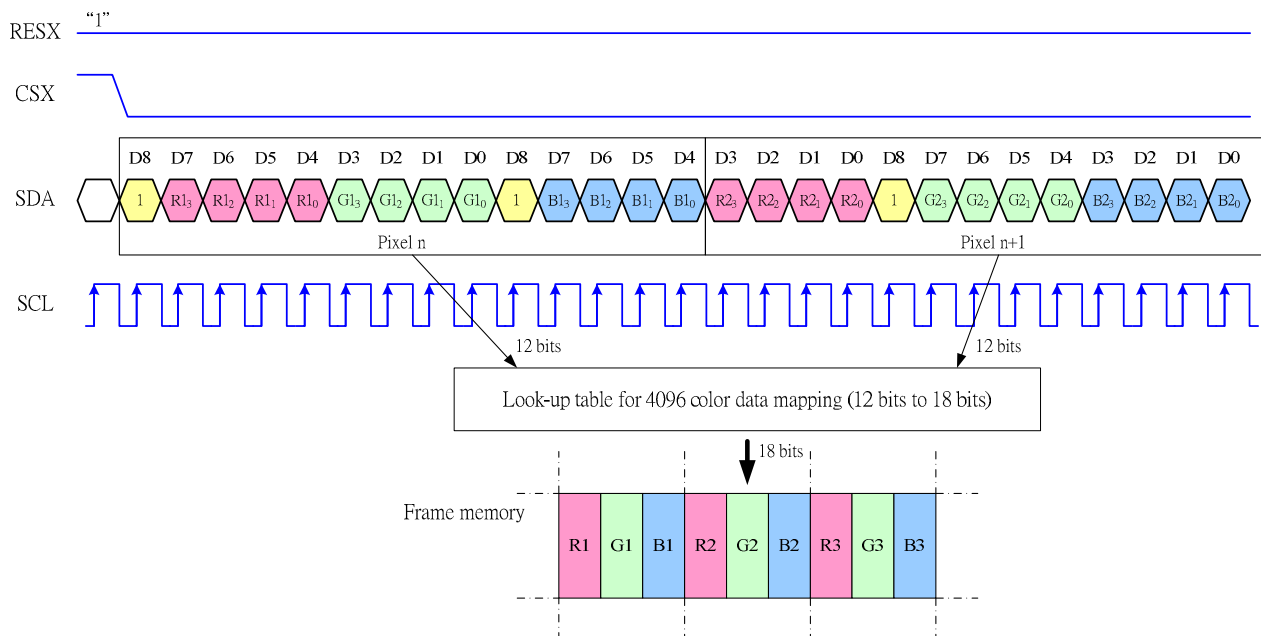 RESX “1”
CSX
D8 D7 D6 D5 D4 D3 D2 D1 D0 D8 D7 D6 D5 D4 D3 D2 D1 D0 D8 D7 D6 D5 D4 D3 D2 D1 D0
SDA 1 R1₃ R1₂ R1₁ R1₀ G1₃ G1₂ G1₁ G1₀ 1 B1₃ B1₂ B1₁ B1₀ R2₃ R2₂ R2₁ R2₀ 1 G2₃ G2₂ G2₁ G2₀ B2₃ B2₂ B2₁ B2₀
Pixel n Pixel n+1
SCL
12 bits 12 bits
Look-up table for 4096 color data mapping (12 bits to 18 bits)
18 bits
Frame memory
R1 G1 B1 R2 G2 B2 R3 G3 B3